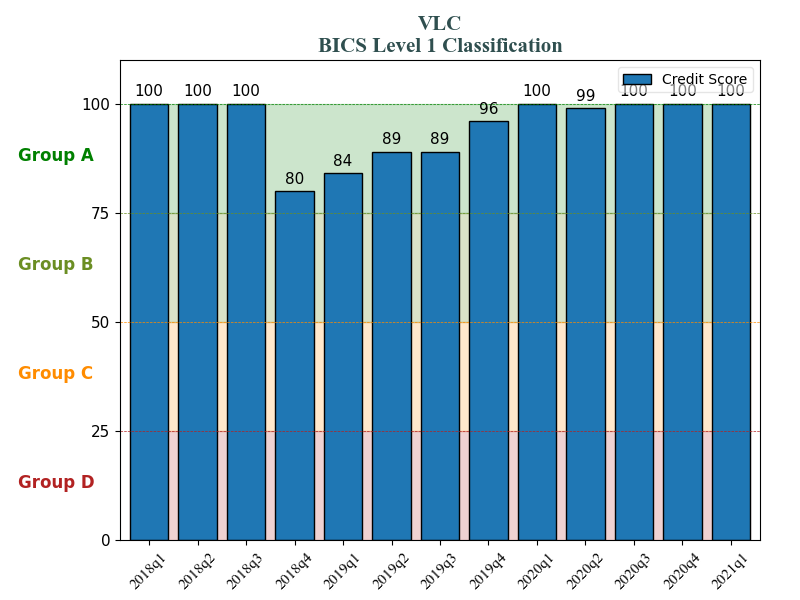 VLC
BICS Level 1 Classification
Credit Score
100 100 100 80 84 89 89 96 100 99 100 100 100
100
Group A
75
Group B
50
Group C
25
Group D
0
2018q1 2018q2 2018q3 2018q4 2019q1 2019q2 2019q3 2019q4 2020q1 2020q2 2020q3 2020q4 2021q1